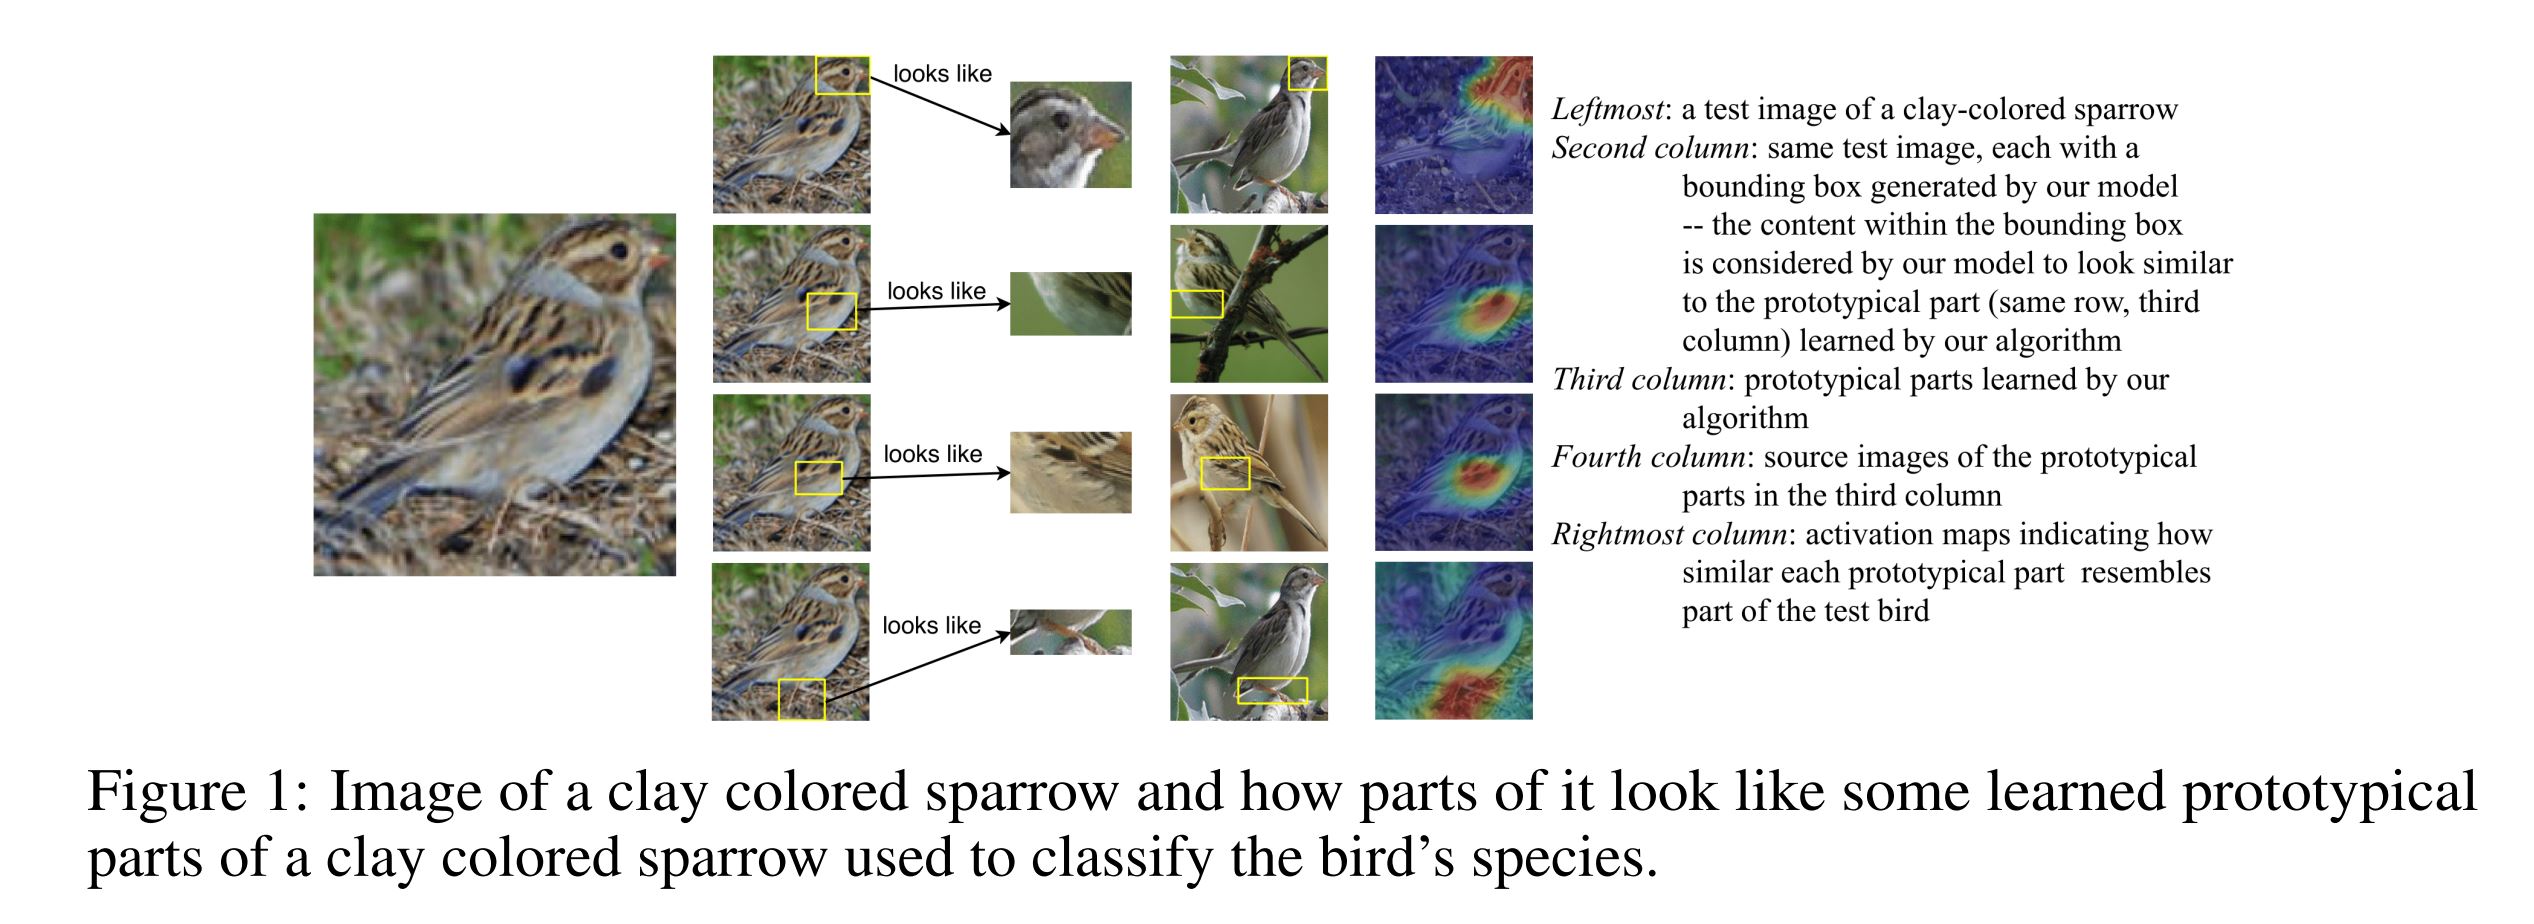 looks like
looks like
looks like
looks like
Leftmost: a test image of a clay-colored sparrow
Second column: same test image, each with a
bounding box generated by our model
-- the content within the bounding box
is considered by our model to look similar
to the prototypical part (same row, third
column) learned by our algorithm
Third column: prototypical parts learned by our
algorithm
Fourth column: source images of the prototypical
parts in the third column
Rightmost column: activation maps indicating how
similar each prototypical part resembles
part of the test bird
Figure 1: Image of a clay colored sparrow and how parts of it look like some learned prototypical
parts of a clay colored sparrow used to classify the bird's species.